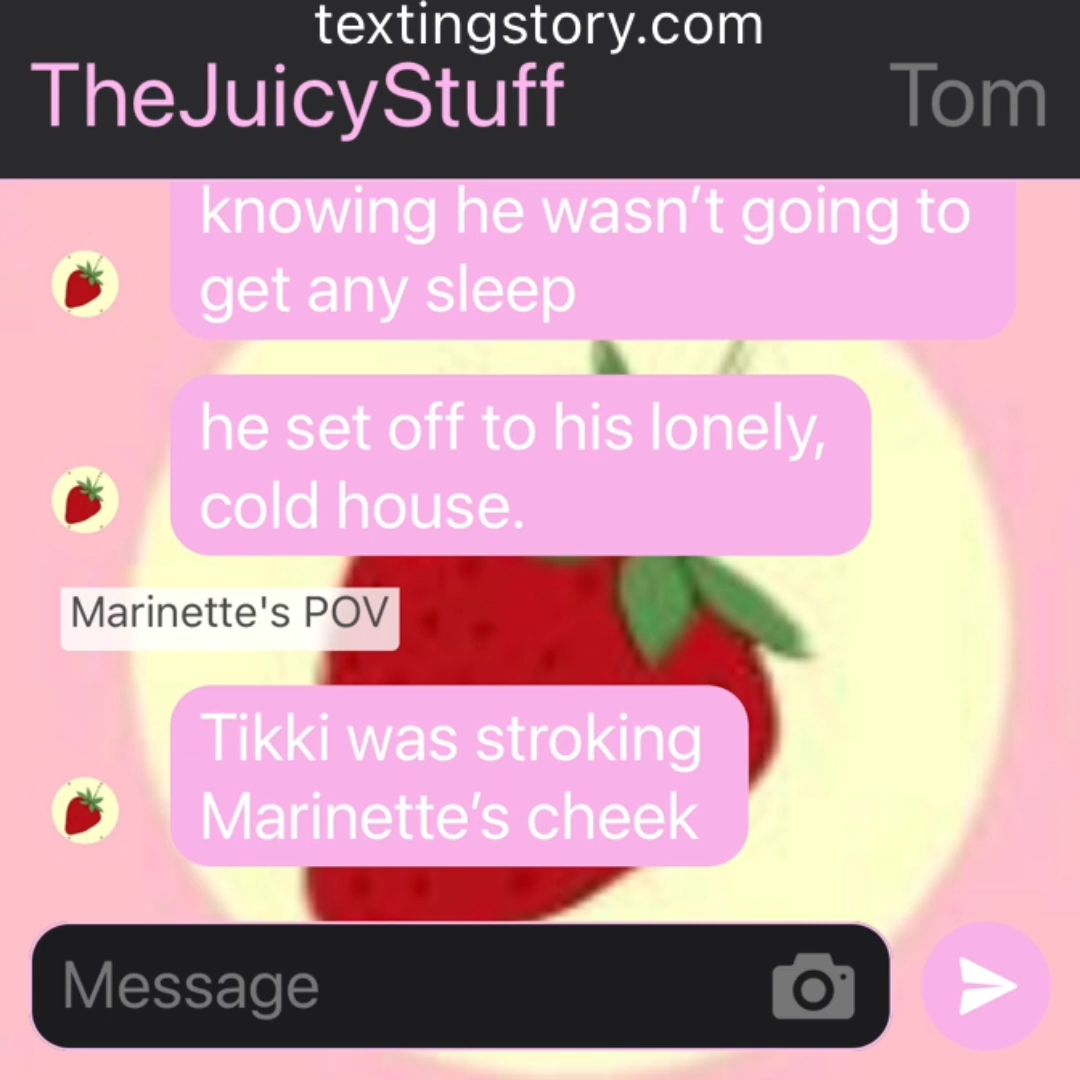 textingstory.com
TheJuicyStuff Tom
knowing he wasn’t going to
get any sleep
he set off to his lonely,
cold house.
Marinette's POV
Tikki was stroking
Marinette’s cheek
Message